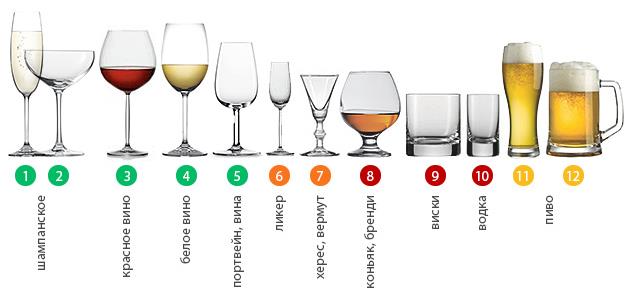 1 2 3 4 5 6 7 8 9 10 11 12
шампанское
красное вино
белое вино
портвейн, вина
ликер
херес, вермут
коньяк, бренди
виски
водка
пиво